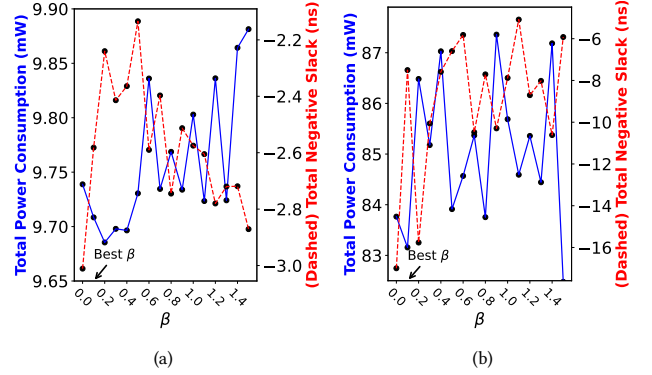 Total Power Consumption (mW)
9.90
9.85
9.80
9.75
9.70
9.65
0.0 0.2 0.4 0.6 0.8 1.0 1.2 1.4
β
Best β
−2.2
−2.4
−2.6
−2.8
−3.0
(Dashed) Total Negative Slack (ns)
(a)
Total Power Consumption (mW)
87
86
85
84
83
0.0 0.2 0.4 0.6 0.8 1.0 1.2 1.4
β
Best β
−6
−8
−10
−12
−14
−16
(Dashed) Total Negative Slack (ns)
(b)